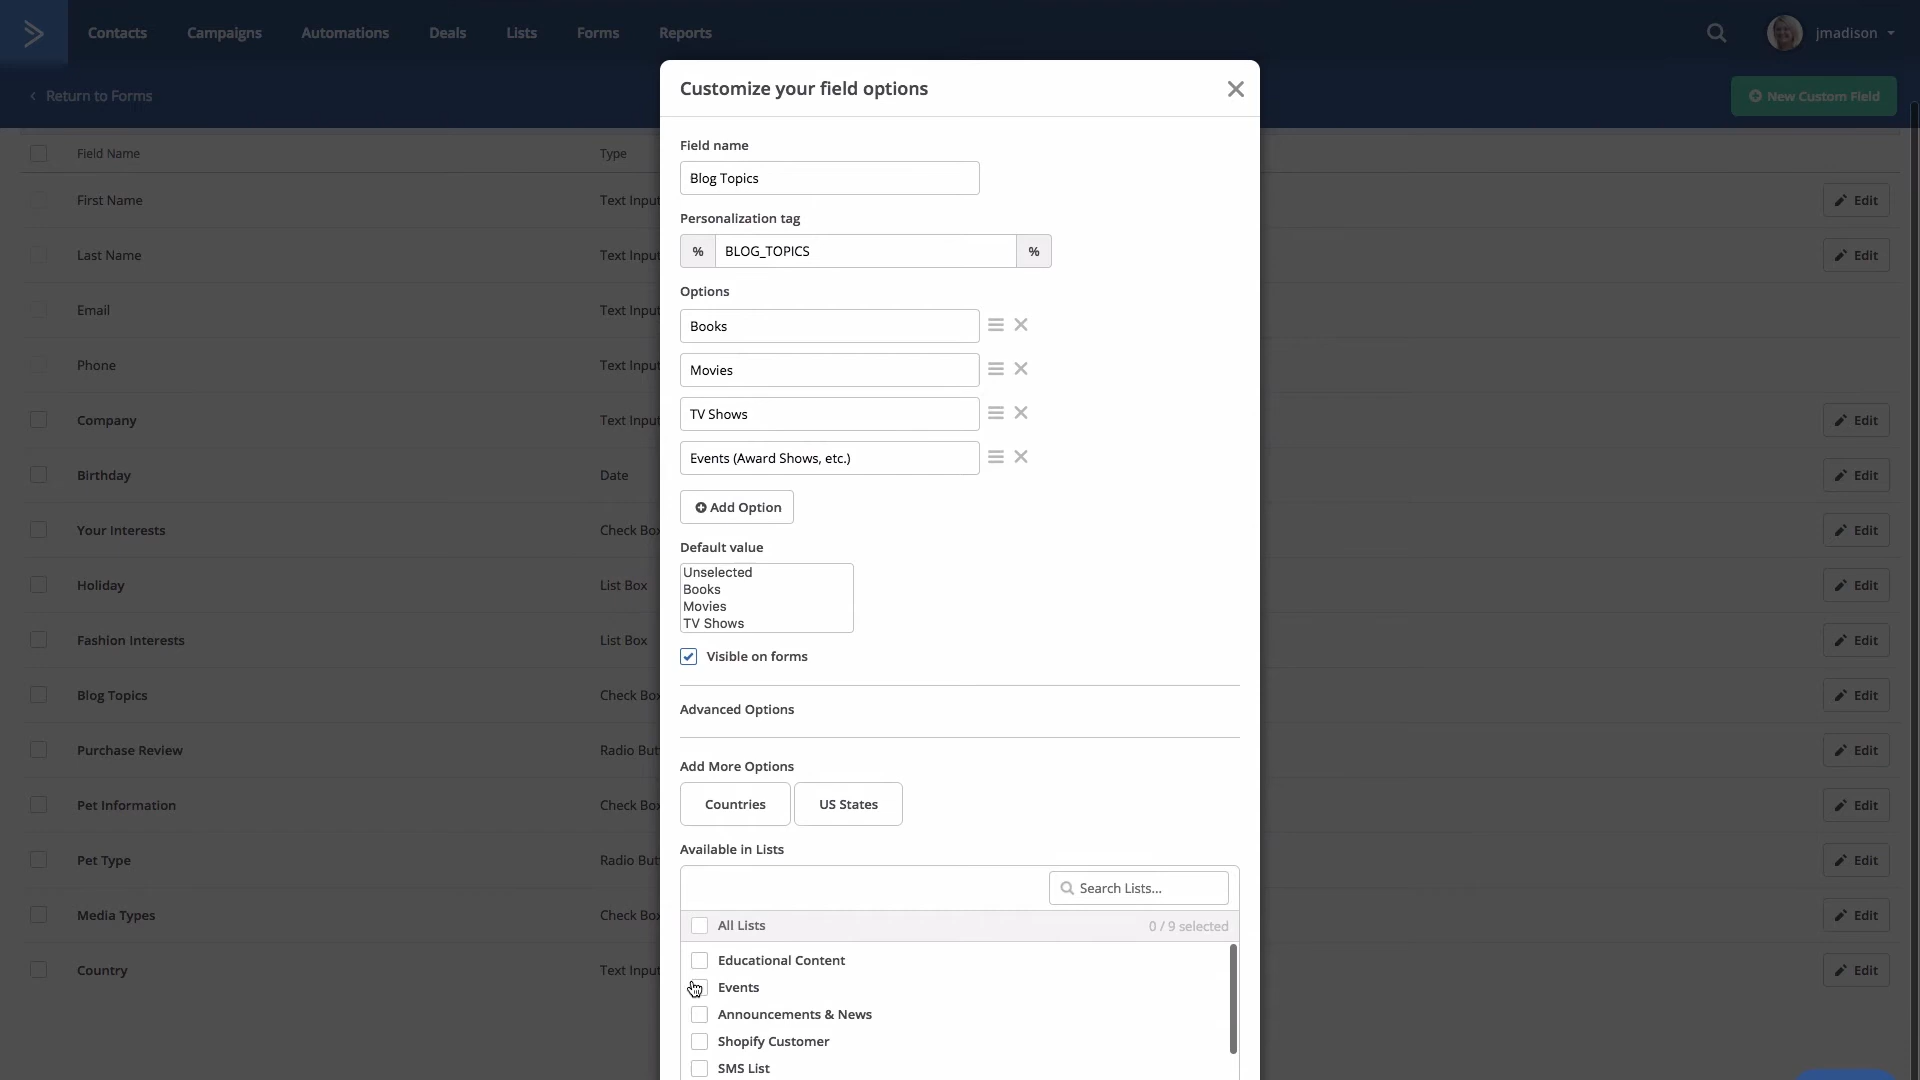 Contacts Campaigns Automations Deals Lists Forms Reports jmadison
Return to Forms
New Custom Field
Customize your field options
Field Name Type
First Name Text Input Edit
Last Name Text Input Edit
Email Text Input
Phone Text Input
Company Text Input Edit
Birthday Date Edit
Your Interests Check Box Edit
Holiday List Box Edit
Fashion Interests List Box Edit
Blog Topics Check Box Edit
Purchase Review Radio But Edit
Pet Information Check Box Edit
Pet Type Radio But Edit
Media Types Check Box Edit
Country Text Input Edit
Field name
Blog Topics
Personalization tag
% BLOG_TOPICS %
Options
Books
Movies
TV Shows
Events (Award Shows, etc.)
Add Option
Default value
Unselected
Books
Movies
TV Shows
Visible on forms
Advanced Options
Add More Options
Countries US States
Available in Lists
Search Lists...
All Lists 0 / 9 selected
Educational Content
Events
Announcements & News
Shopify Customer
SMS List